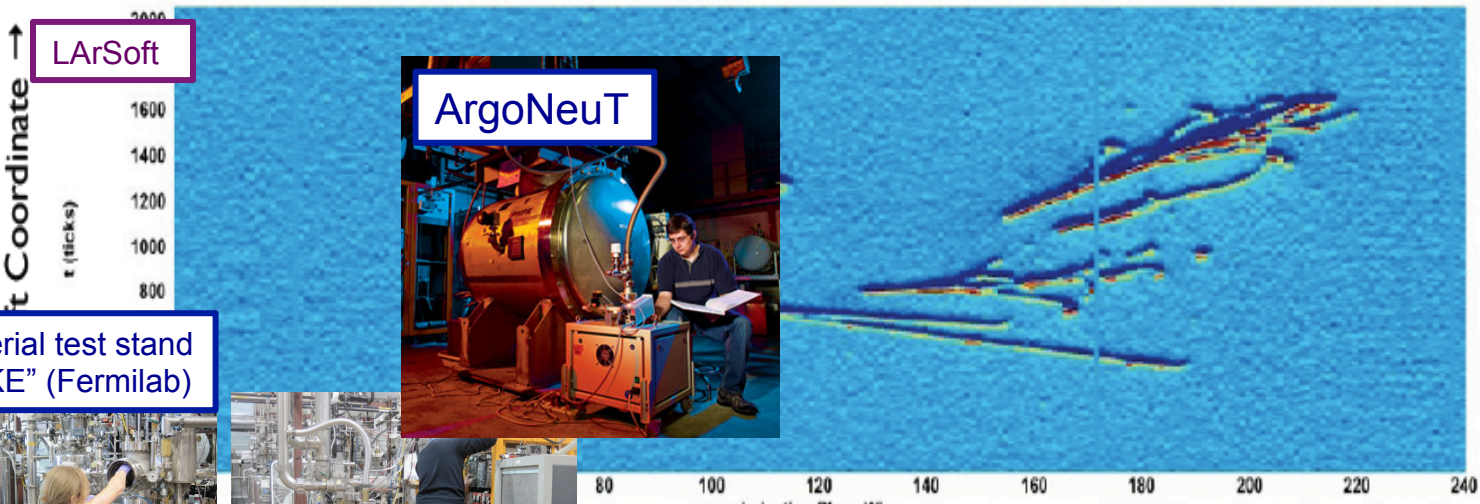 2000
LArSoft
ArgoNeuT
1600
1400
1200
1000
800
Coordinate →
t (ticks)
erial test stand
KE” (Fermilab)
80 100 120 140 160 180 200 220 240